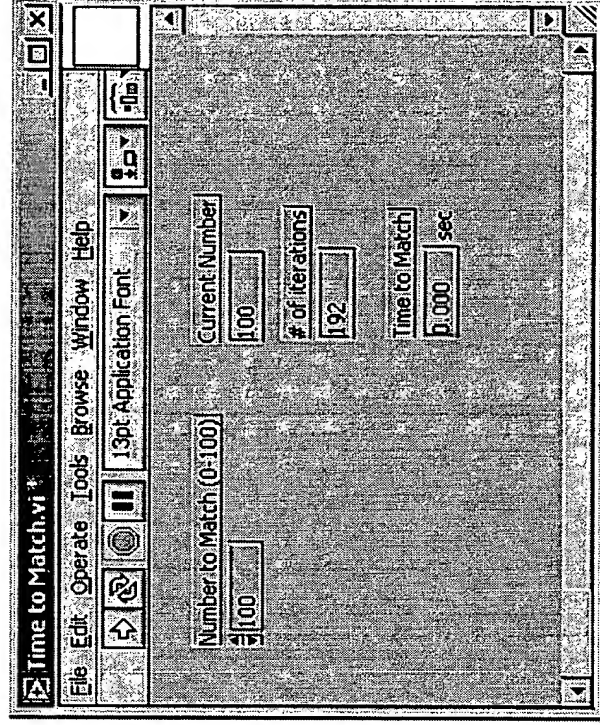 Time to Match.vi *
File Edit Operate Tools Browse Window Help
13pt Application Font
Number to Match (0-100)
100
Current Number
100
# of iterations
192
Time to Match
0.000 sec